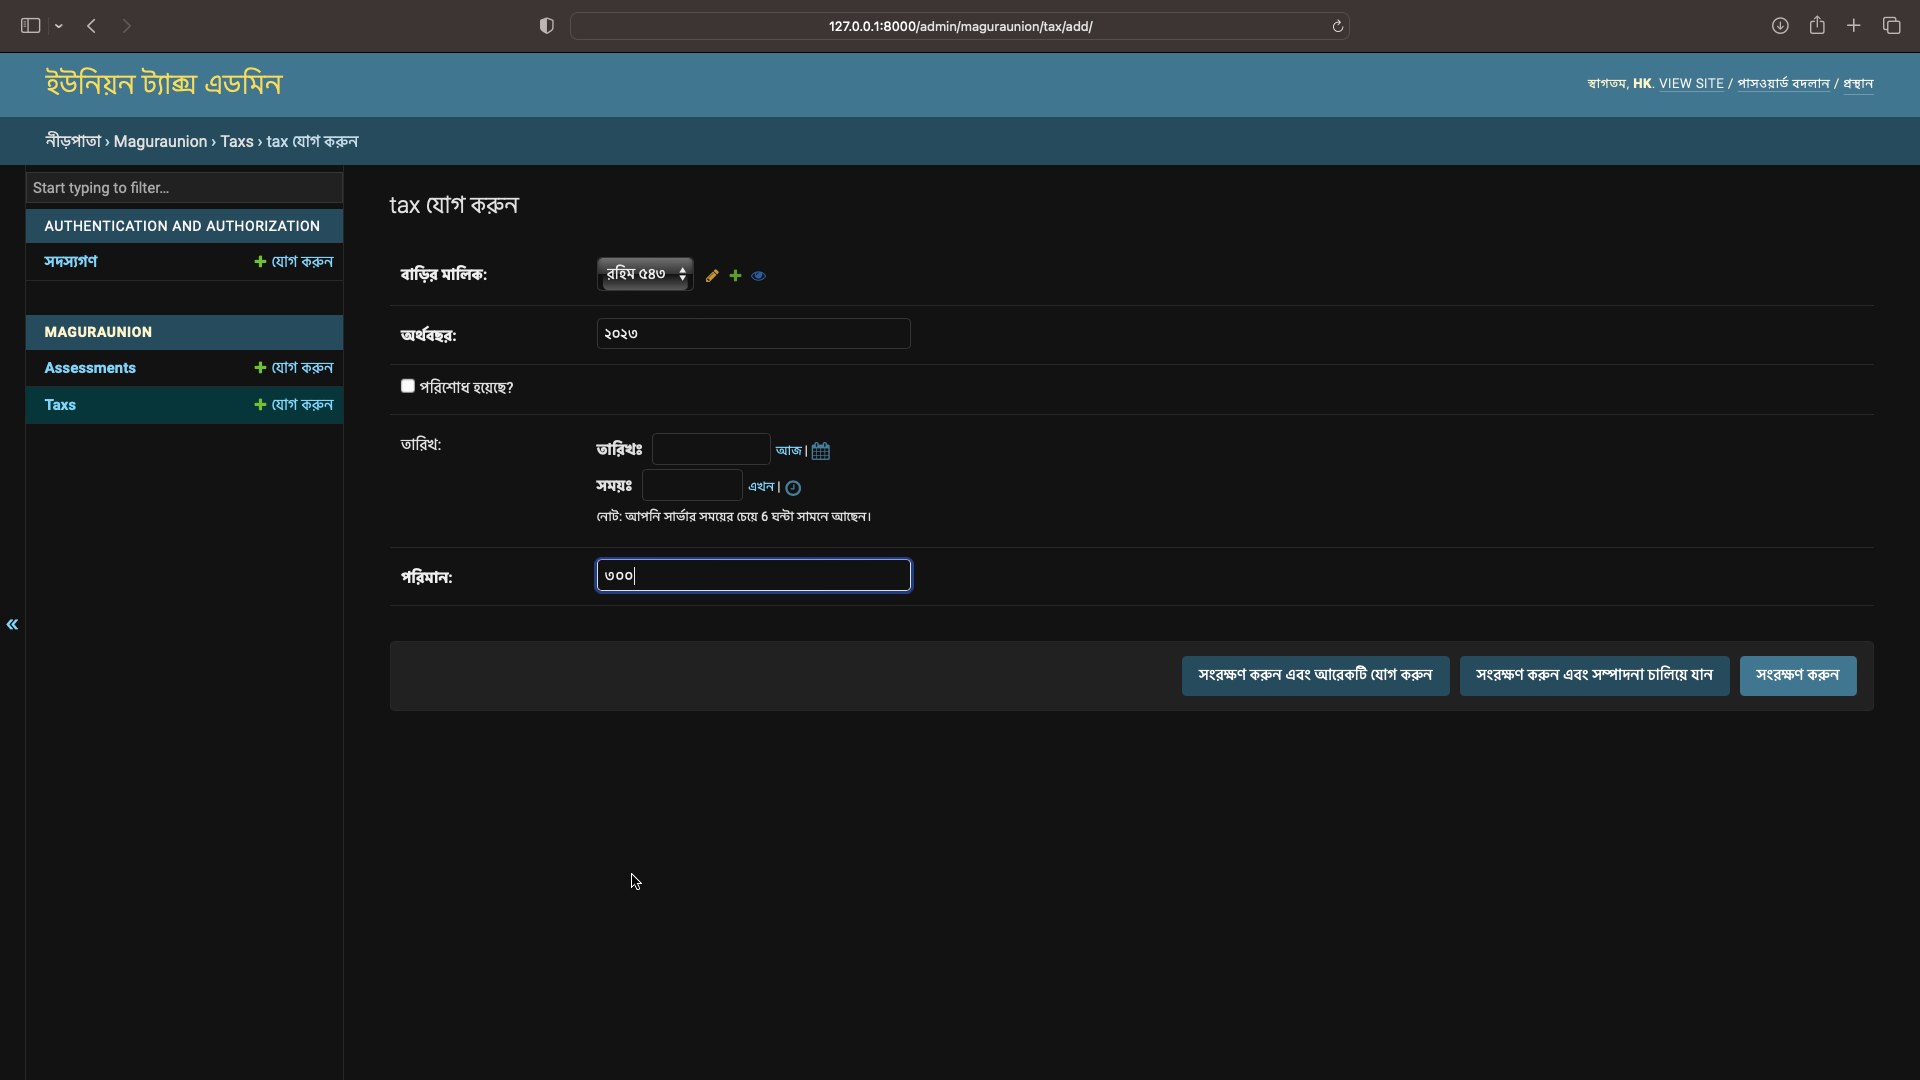 127.0.0.1:8000/admin/maguraunion/tax/add/
ইউনিয়ন ট্যাক্স এডমিন
স্বাগতম, HK. VIEW SITE / পাসওয়ার্ড বদলান / প্রস্থান
নীড়পাতা › Maguraunion › Taxs › tax যোগ করুন
Start typing to filter...
AUTHENTICATION AND AUTHORIZATION
সদস্যগণ যোগ করুন
MAGURAUNION
Assessments যোগ করুন
Taxs যোগ করুন
tax যোগ করুন
বাড়ির মালিক: রহিম ৫৪৩
অর্থবছর: ২০২৩
পরিশোধ হয়েছে?
তারিখ: তারিখঃ আজ |
সময়ঃ এখন |
নোট: আপনি সার্ভার সময়ের চেয়ে 6 ঘন্টা সামনে আছেন।
পরিমান: ৩০০
সংরক্ষণ করুন এবং আরেকটি যোগ করুন সংরক্ষণ করুন এবং সম্পাদনা চালিয়ে যান সংরক্ষণ করুন